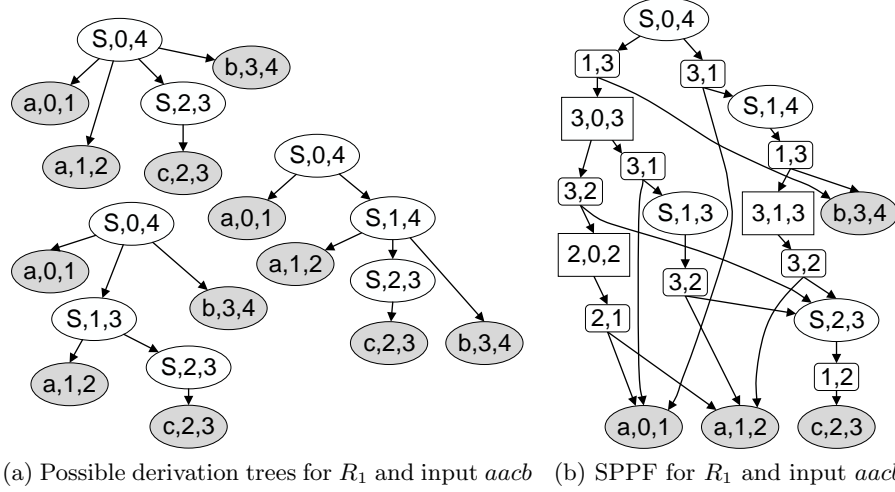 S,0,4
b,3,4
a,0,1
S,2,3
a,1,2
c,2,3
S,0,4
a,0,1
S,1,4
a,1,2
S,2,3
c,2,3
b,3,4
S,0,4
a,0,1
b,3,4
S,1,3
a,1,2
S,2,3
c,2,3
(a) Possible derivation trees for R1 and input aacb
S,0,4
1,3
3,1
3,0,3
S,1,4
3,1
1,3
3,2
S,1,3
3,1,3
b,3,4
2,0,2
3,2
3,2
2,1
S,2,3
1,2
a,0,1
a,1,2
c,2,3
(b) SPPF for R1 and input aacb